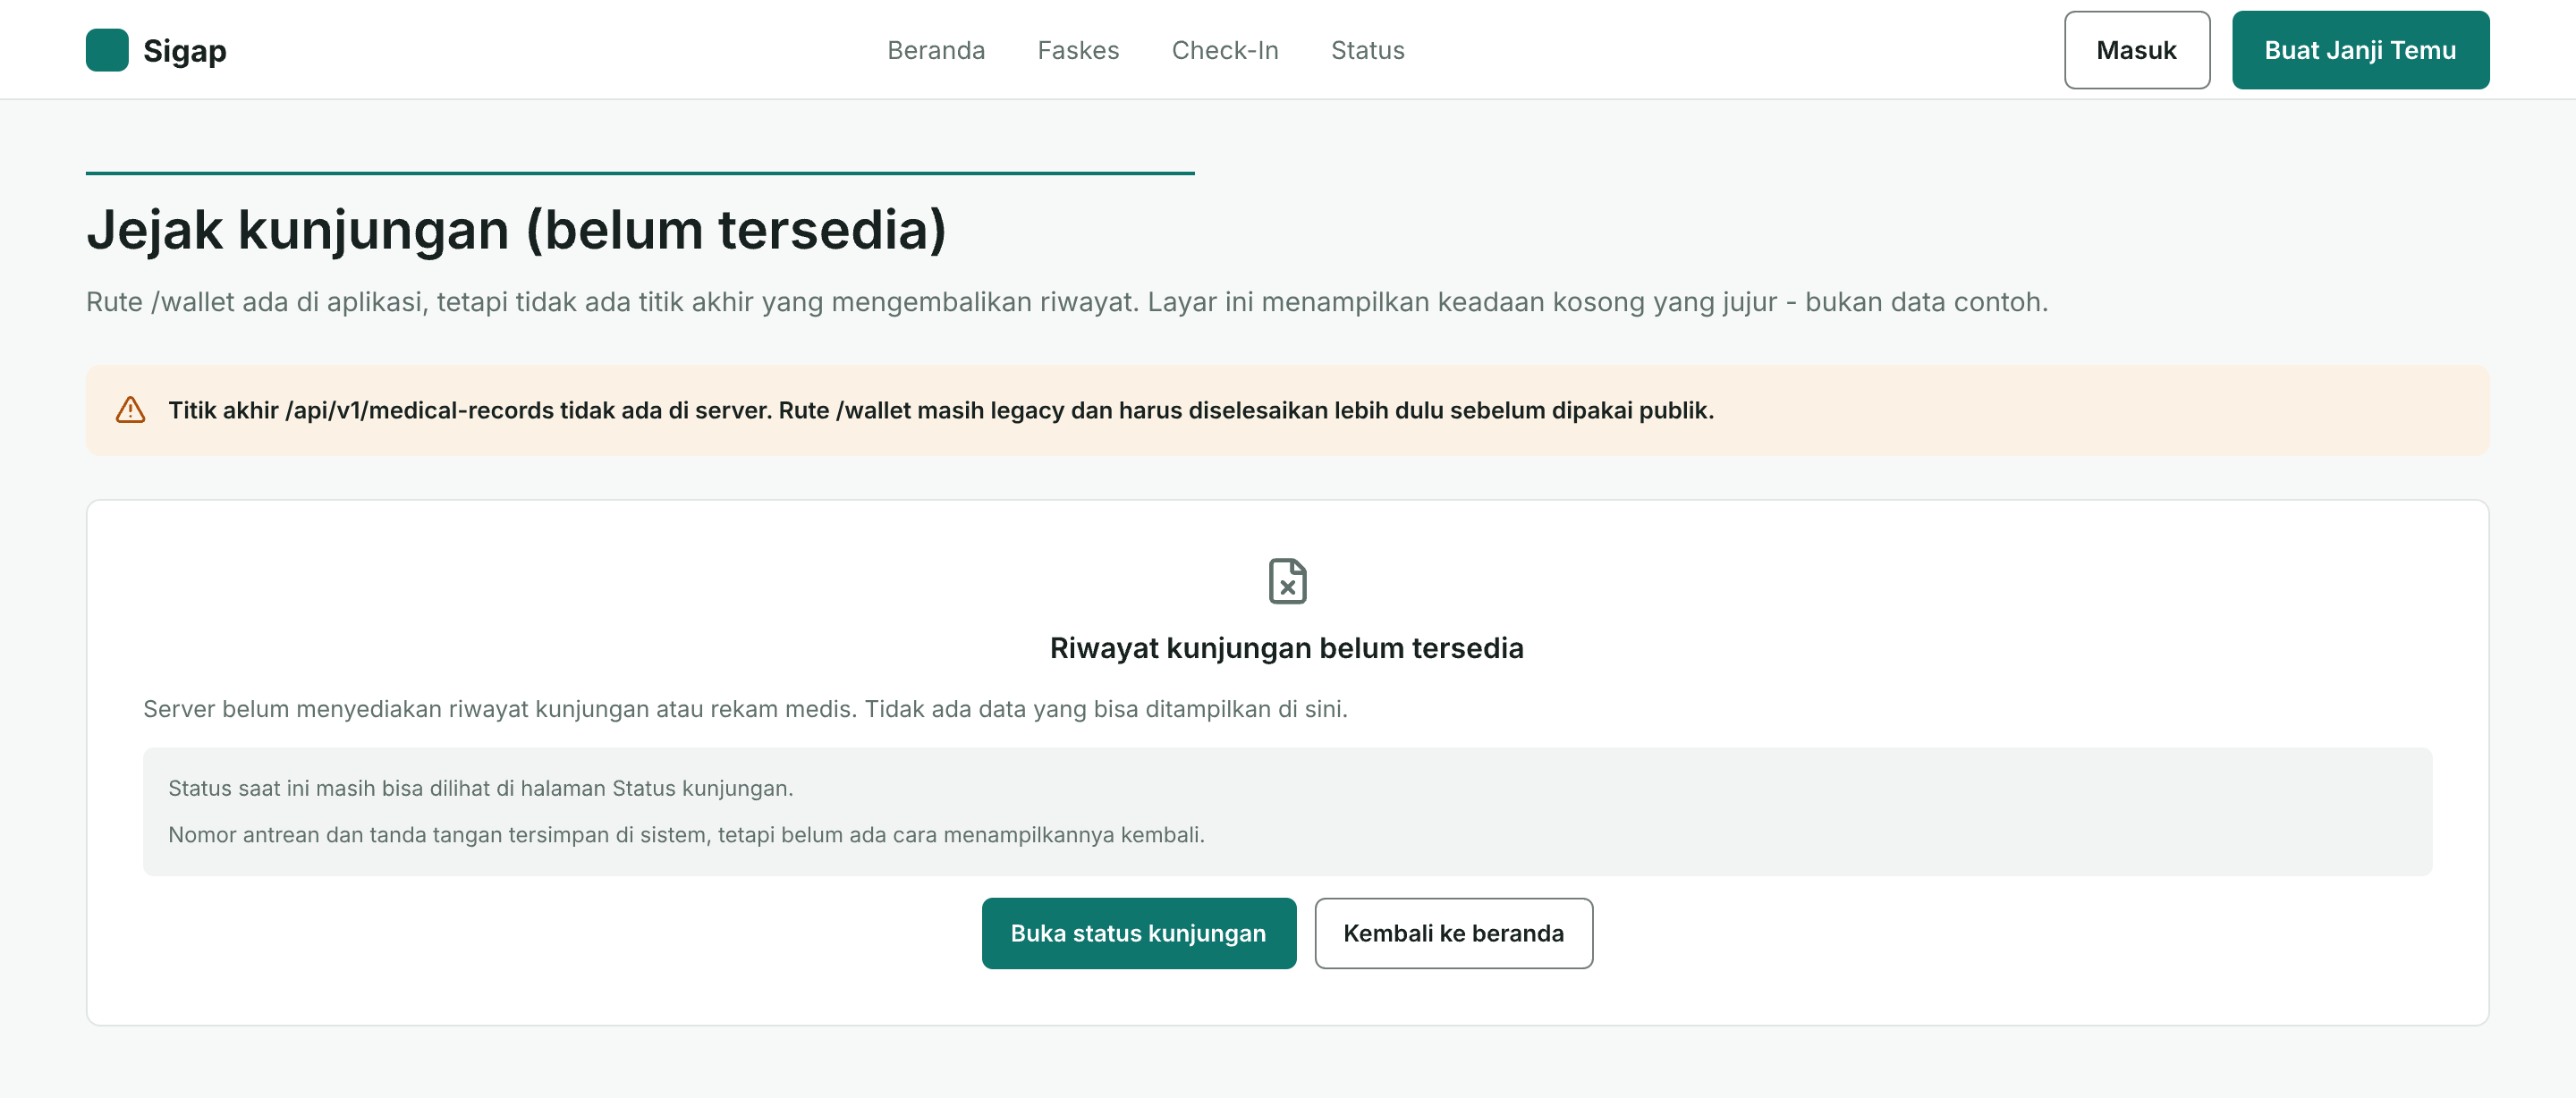 Sigap
Beranda
Faskes
Check-In
Status
Masuk
Buat Janji Temu
Jejak kunjungan (belum tersedia)
Rute /wallet ada di aplikasi, tetapi tidak ada titik akhir yang mengembalikan riwayat. Layar ini menampilkan keadaan kosong yang jujur - bukan data contoh.
Titik akhir /api/v1/medical-records tidak ada di server. Rute /wallet masih legacy dan harus diselesaikan lebih dulu sebelum dipakai publik.
Riwayat kunjungan belum tersedia
Server belum menyediakan riwayat kunjungan atau rekam medis. Tidak ada data yang bisa ditampilkan di sini.
Status saat ini masih bisa dilihat di halaman Status kunjungan.
Nomor antrean dan tanda tangan tersimpan di sistem, tetapi belum ada cara menampilkannya kembali.
Buka status kunjungan
Kembali ke beranda